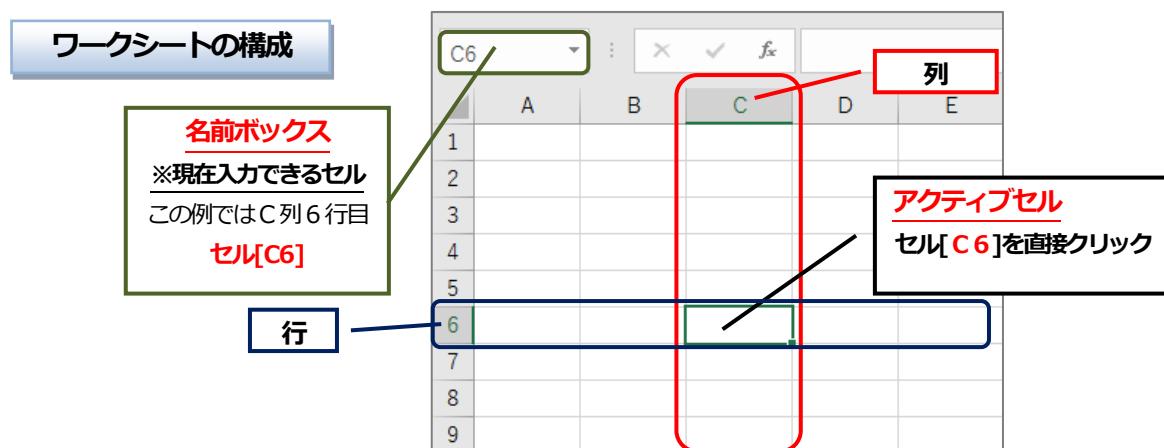 ワークシートの構成
C6
fx
列
A B C D E
名前ボックス
※現在入力できるセル
この例ではＣ列６行目
セル[C6]
1
2
3
4
5
6
7
8
9
アクティブセル
セル[Ｃ６]を直接クリック
行